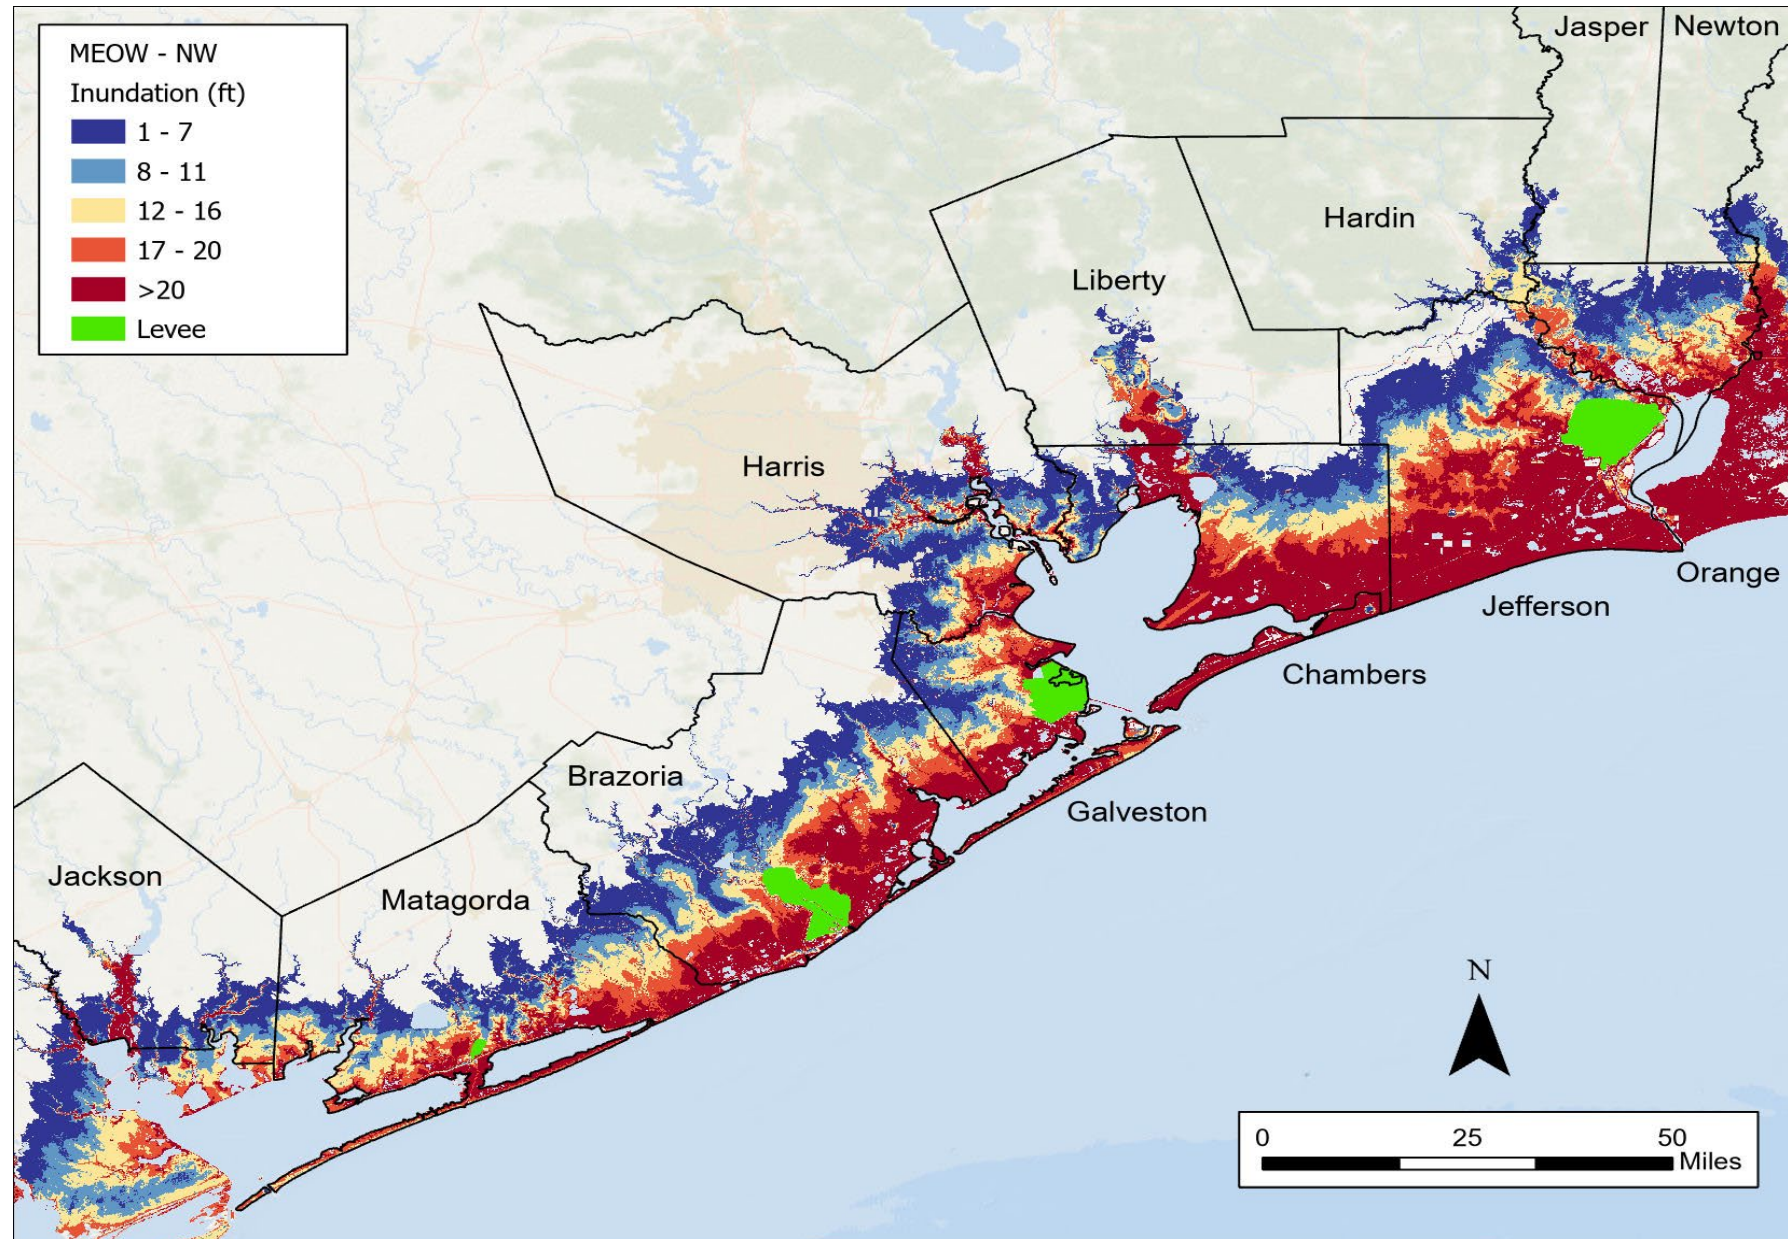 MEOW - NW
Inundation (ft)
1 - 7
8 - 11
12 - 16
17 - 20
>20
Levee
Jasper
Newton
Hardin
Liberty
Harris
Orange
Jefferson
Chambers
Galveston
Brazoria
Jackson
Matagorda
N
0 25 50
Miles